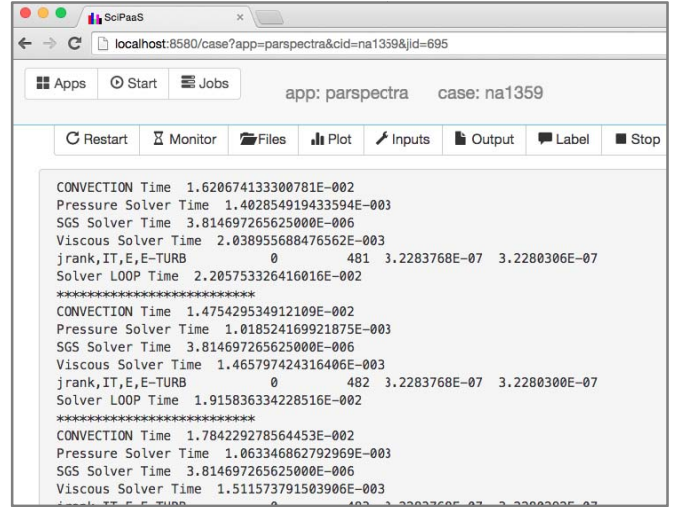 SciPaaS ×
localhost:8580/case?app=parspectra&cid=na1359&jid=695
Apps Start Jobs app: parspectra case: na1359
Restart Monitor Files Plot Inputs Output Label Stop
CONVECTION Time 1.620674133300781E-002
Pressure Solver Time 1.402854919433594E-003
SGS Solver Time 3.814697265625000E-006
Viscous Solver Time 2.038955688476562E-003
jrank,IT,E,E-TURB 0 481 3.2283768E-07 3.2280306E-07
Solver LOOP Time 2.205753326416016E-002
**************************
CONVECTION Time 1.475429534912109E-002
Pressure Solver Time 1.018524169921875E-003
SGS Solver Time 3.814697265625000E-006
Viscous Solver Time 1.465797424316406E-003
jrank,IT,E,E-TURB 0 482 3.2283768E-07 3.2280300E-07
Solver LOOP Time 1.915836334228516E-002
**************************
CONVECTION Time 1.784229278564453E-002
Pressure Solver Time 1.063346862792969E-003
SGS Solver Time 3.814697265625000E-006
Viscous Solver Time 1.511573791503906E-003